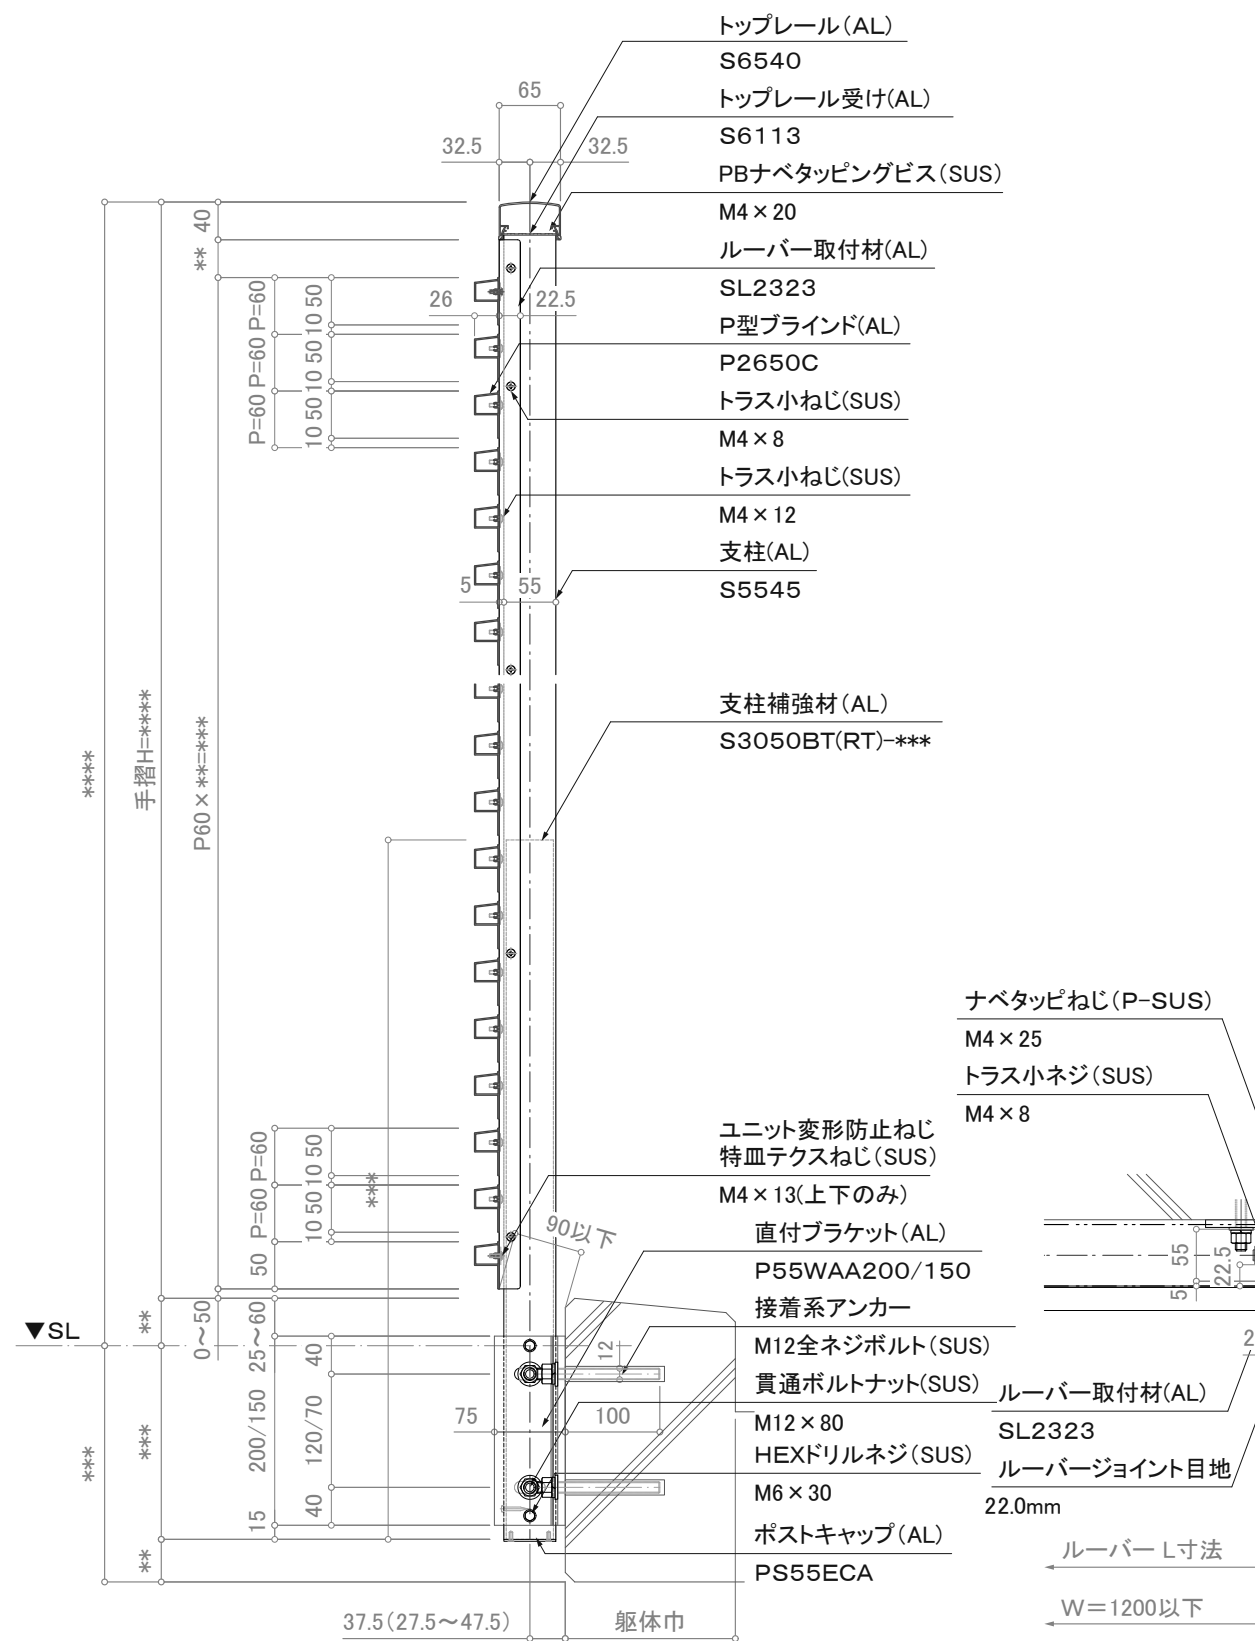 トップレール(AL)
S6540
トップレール受け(AL)
S6113
PBナベタッピングビス(SUS)
M4×20
ルーバー取付材(AL)
SL2323
P型ブラインド(AL)
P2650C
トラス小ねじ(SUS)
M4×8
トラス小ねじ(SUS)
M4×12
支柱(AL)
S5545
支柱補強材(AL)
S3050BT(RT)-***
ナベタッピねじ(P-SUS)
M4×25
トラス小ネジ(SUS)
M4×8
ユニット変形防止ねじ
特皿テクスねじ(SUS)
M4×13(上下のみ)
直付ブラケット(AL)
P55WAA200/150
接着系アンカー
M12全ネジボルト(SUS)
貫通ボルトナット(SUS)
M12×80
HEXドリルネジ(SUS)
M6×30
ポストキャップ(AL)
PS55ECA
ルーバー取付材(AL)
SL2323
ルーバージョイント目地
22.0mm
ルーバー L寸法
W=1200以下
65
32.5
32.5
26
22.5
5
55
40
**
P=60
P=60
P=60
10 50
10 50
10 50
****
手摺H=****
P60×**=****
***
P=60
P=60
10 50
10 50
50
90以下
▼SL
**
0～50
25～60
40
12
200/150
120/70
75
100
***
***
15
40
**
37.5(27.5～47.5)
躯体巾
55
22.5
5
2